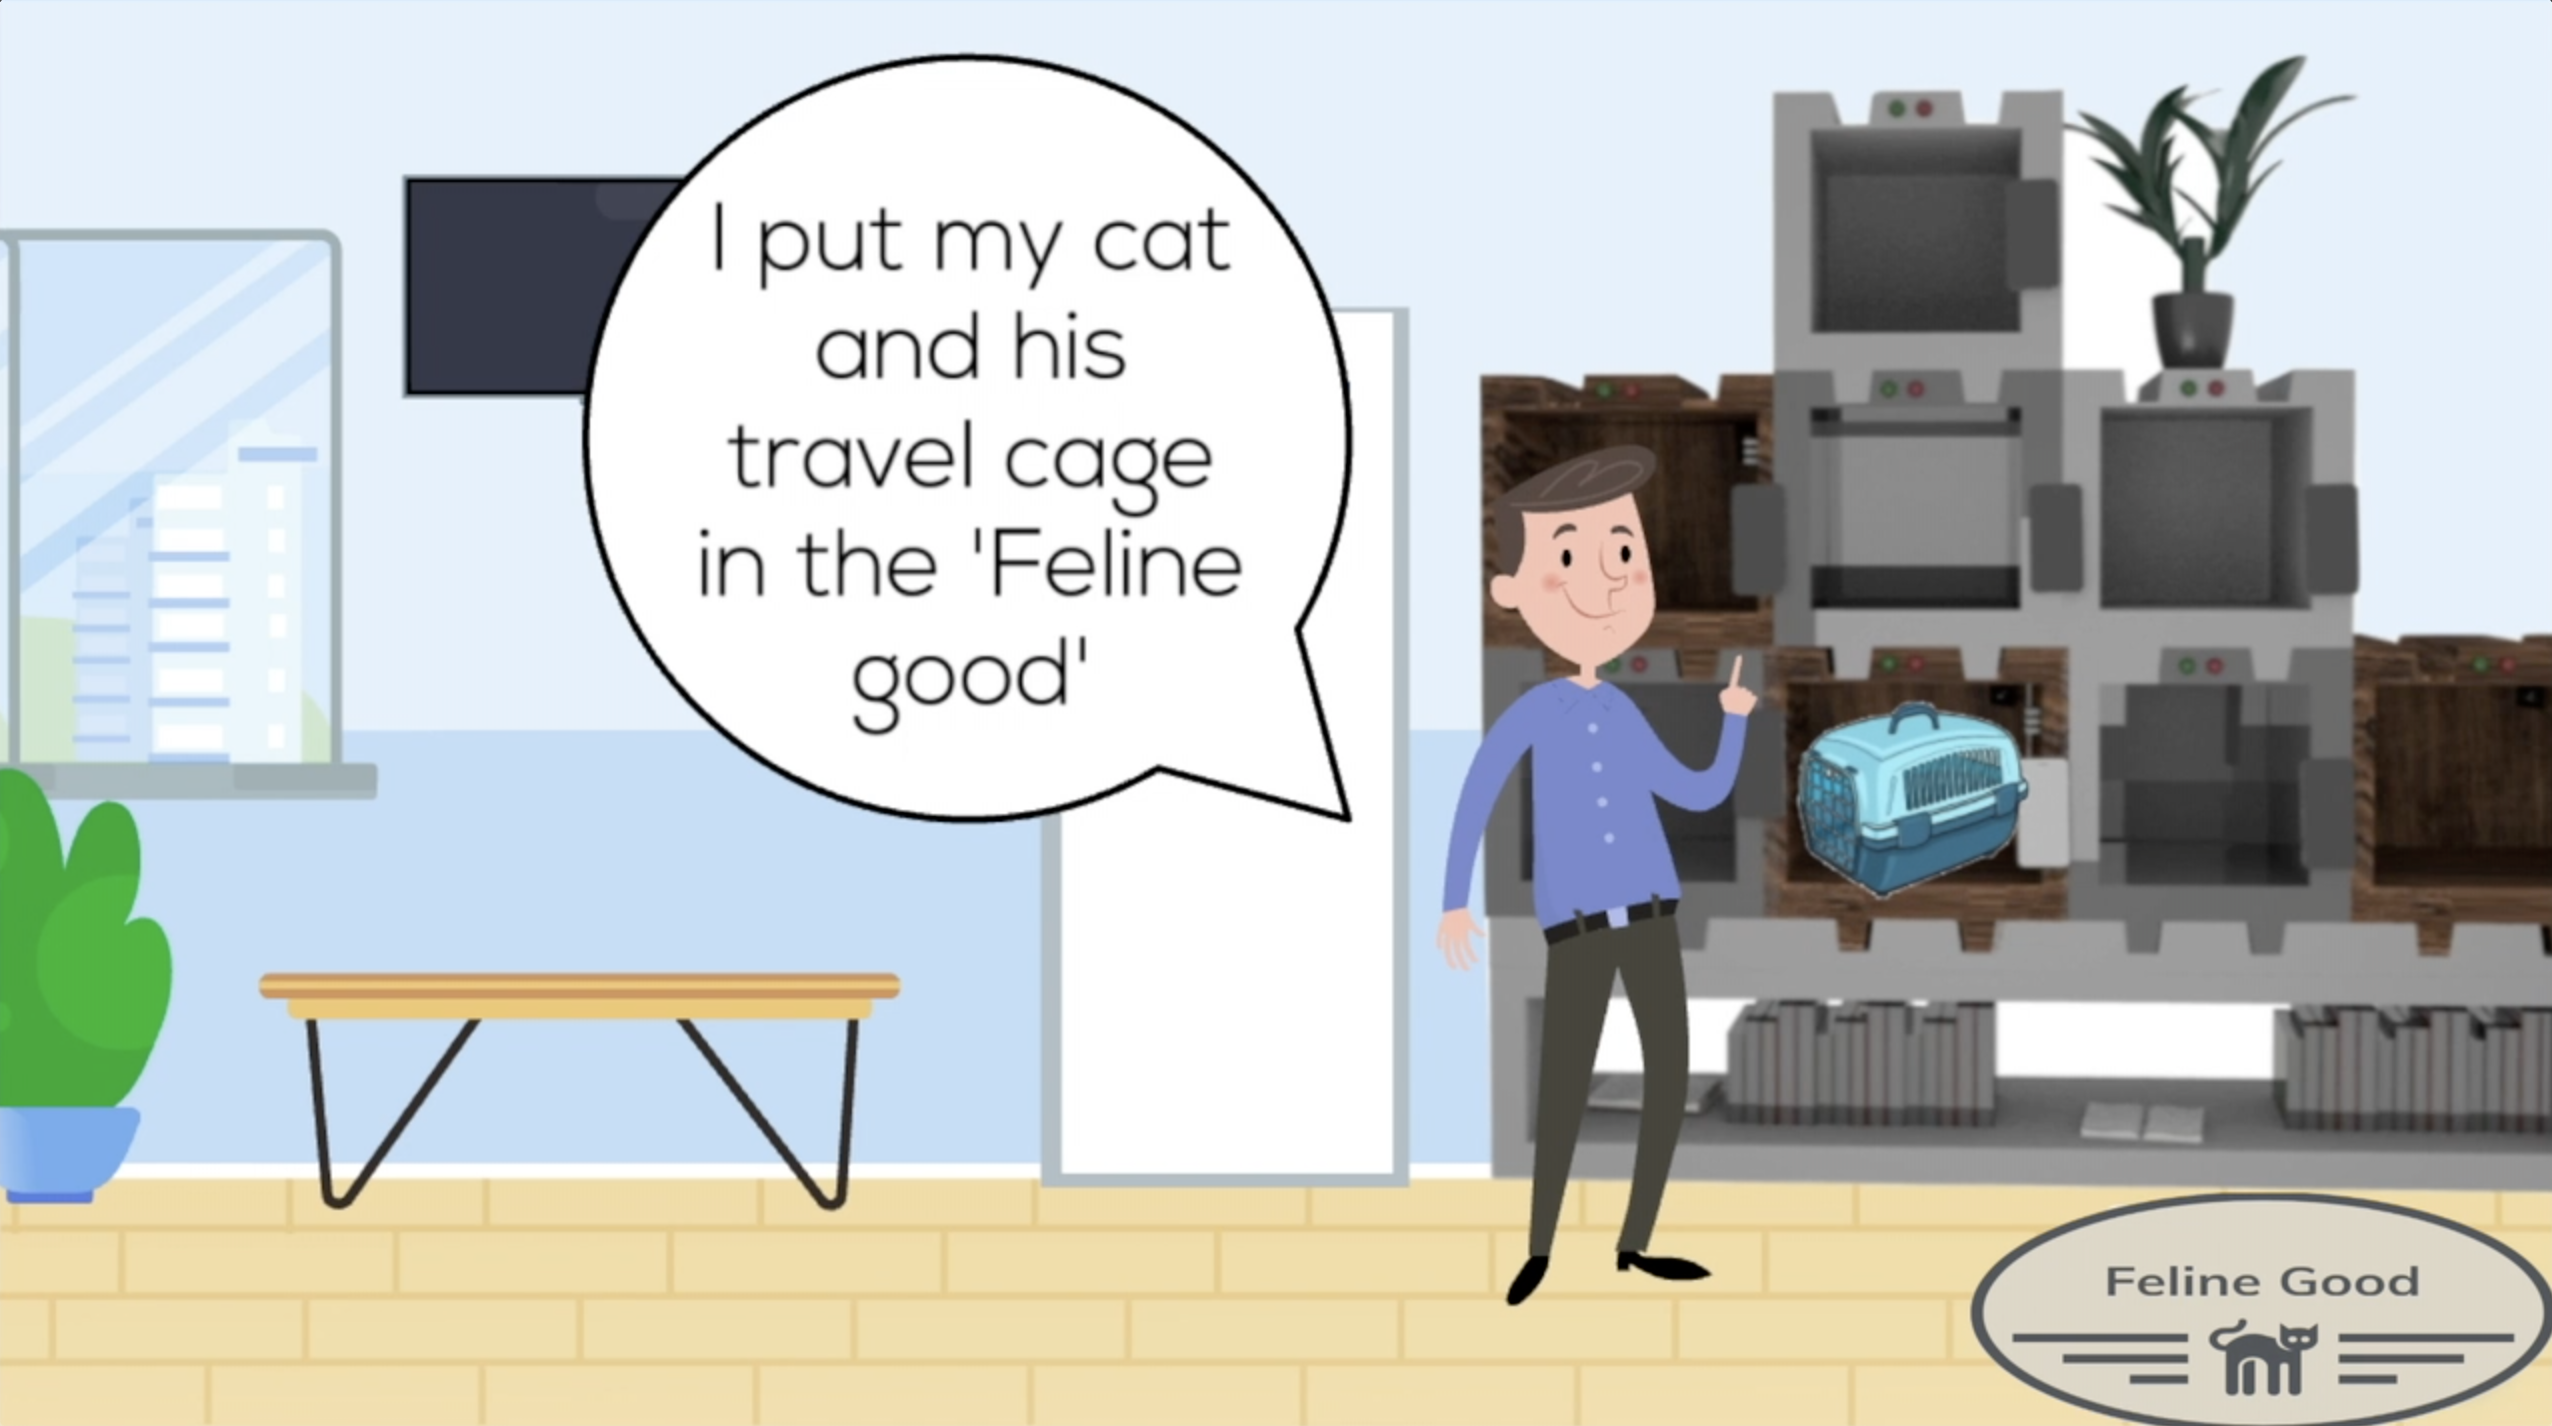 I put my cat
and his
travel cage
in the 'Feline
good'
Feline Good